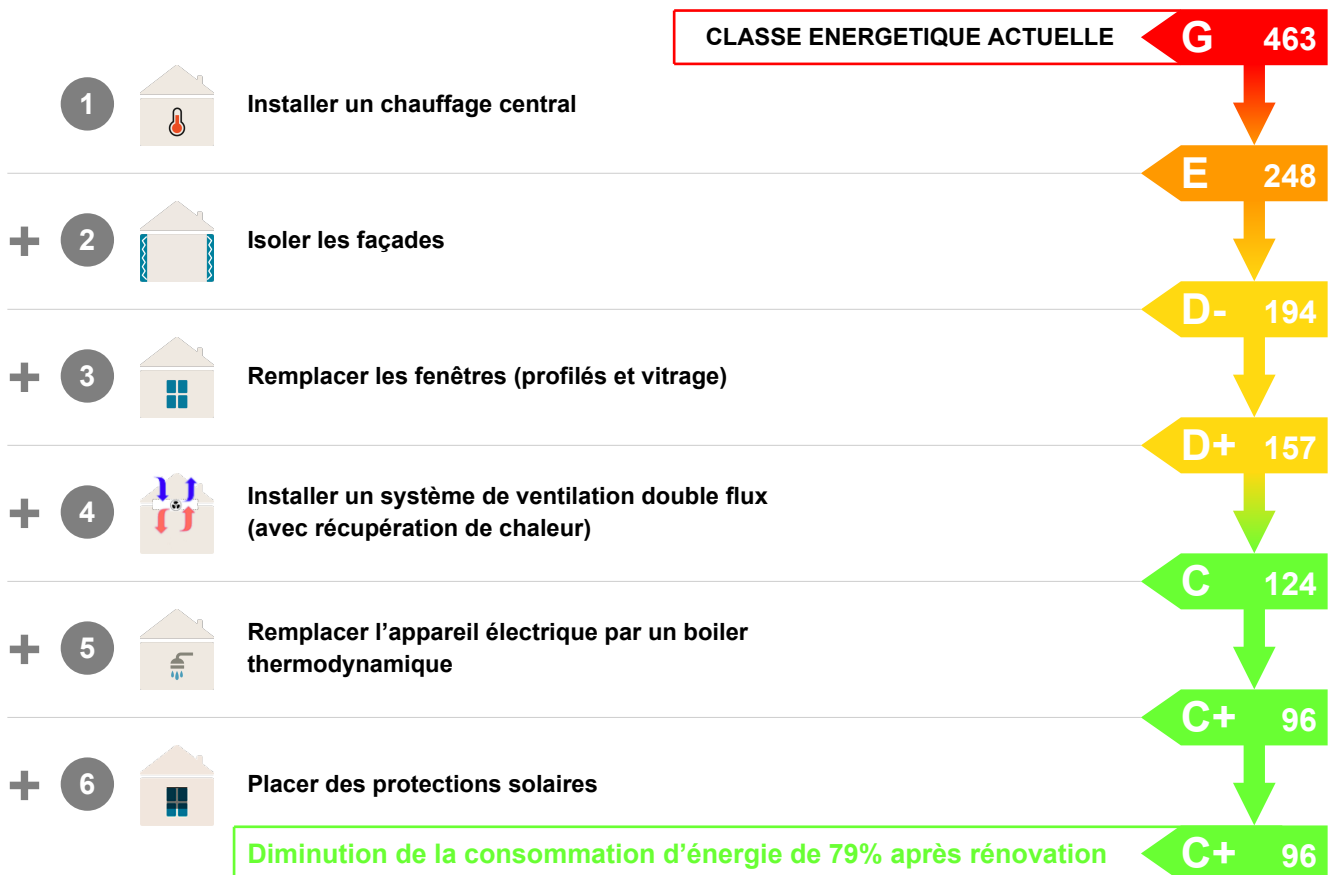 CLASSE ENERGETIQUE ACTUELLE G 463
1 Installer un chauffage central
E 248
+ 2 Isoler les façades
D- 194
+ 3 Remplacer les fenêtres (profilés et vitrage)
D+ 157
+ 4 Installer un système de ventilation double flux
(avec récupération de chaleur)
C 124
+ 5 Remplacer l’appareil électrique par un boiler
thermodynamique
C+ 96
+ 6 Placer des protections solaires
Diminution de la consommation d’énergie de 79% après rénovation C+ 96